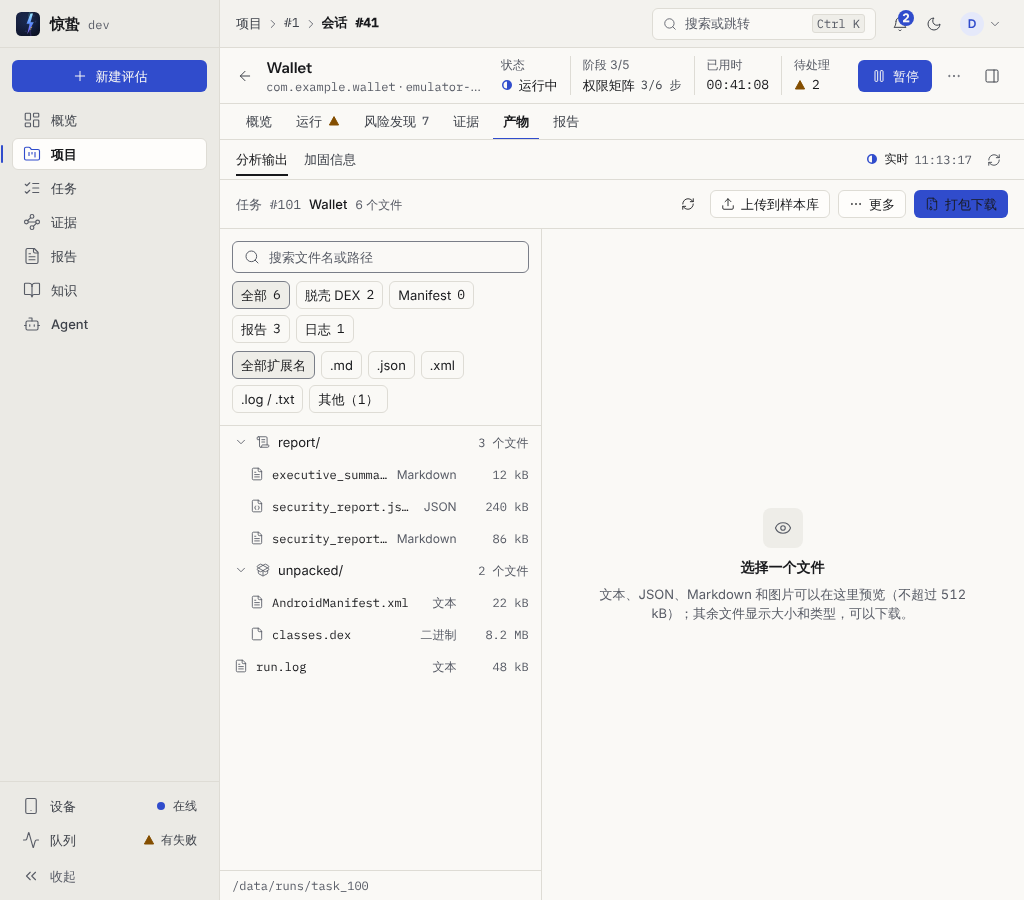 惊蛰 dev
新建评估
概览
项目
任务
证据
报告
知识
Agent
设备 在线
队列 有失败
收起
项目 #1 会话 #41
搜索或跳转 Ctrl K
2
D
Wallet
com.example.wallet · emulator-…
状态
运行中
阶段 3/5
权限矩阵 3/6 步
已用时
00:41:08
待处理
2
暂停
概览 运行 风险发现 7 证据 产物 报告
分析输出 加固信息
实时 11:13:17
任务 #101 Wallet 6 个文件
上传到样本库
更多
打包下载
搜索文件名或路径
全部 6 脱壳 DEX 2 Manifest 0
报告 3 日志 1
全部扩展名 .md .json .xml
.log / .txt 其他（1）
report/ 3 个文件
executive_summa… Markdown 12 kB
security_report.js… JSON 240 kB
security_report… Markdown 86 kB
unpacked/ 2 个文件
AndroidManifest.xml 文本 22 kB
classes.dex 二进制 8.2 MB
run.log 文本 48 kB
/data/runs/task_100
选择一个文件
文本、JSON、Markdown 和图片可以在这里预览（不超过 512
kB）；其余文件显示大小和类型，可以下载。